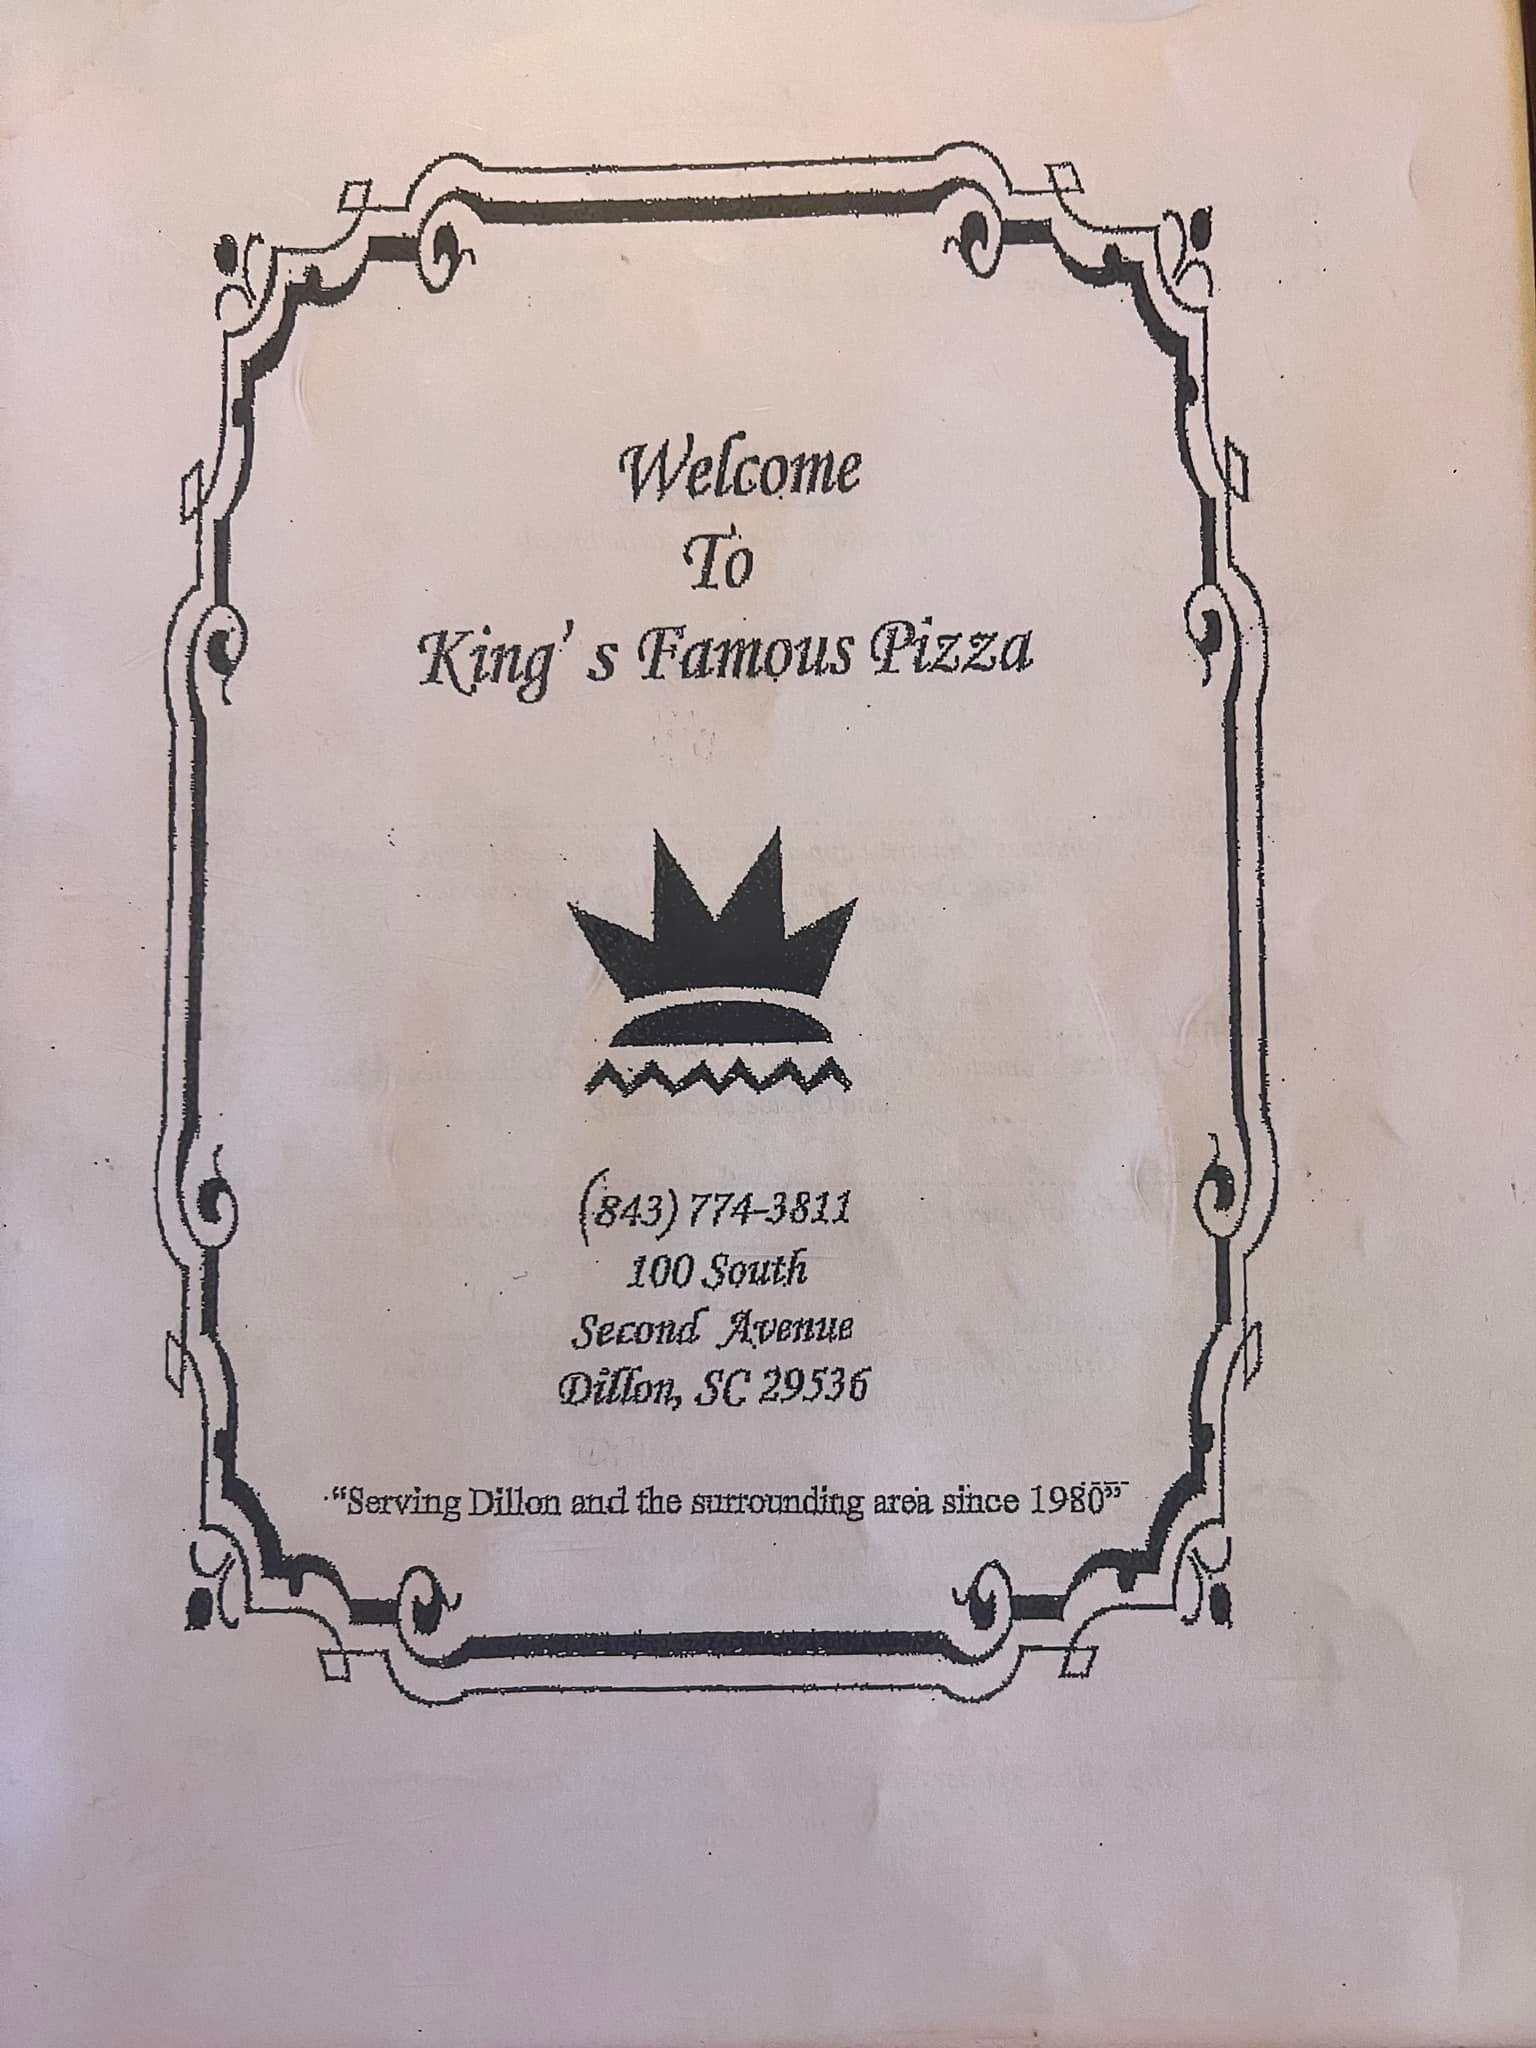 Welcome
To
King's Famous Pizza
(843) 774-3811
100 South
Second Avenue
Dillon, SC 29536
"Serving Dillon and the surrounding area since 1980"